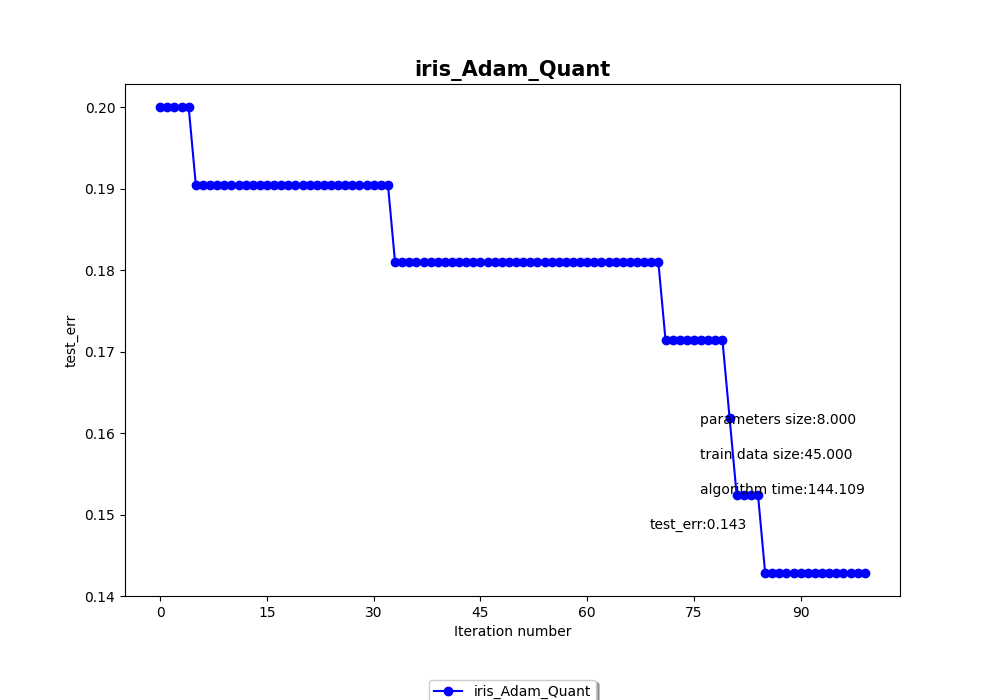 iris_Adam_Quant
0.20
0.19
0.18
0.17
0.16
0.15
0.14
test_err
parameters size:8.000
train data size:45.000
algorithm time:144.109
test_err:0.143
0 15 30 45 60 75 90
Iteration number
iris_Adam_Quant